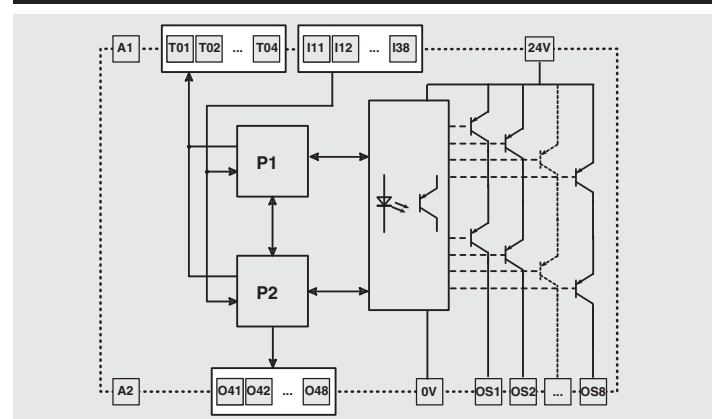 A1 T01 T02 ... T04 I11 I12 ... I38 24V
P1
P2
A2 O41 O42 ... O48 0V OS1 OS2 ... OS8